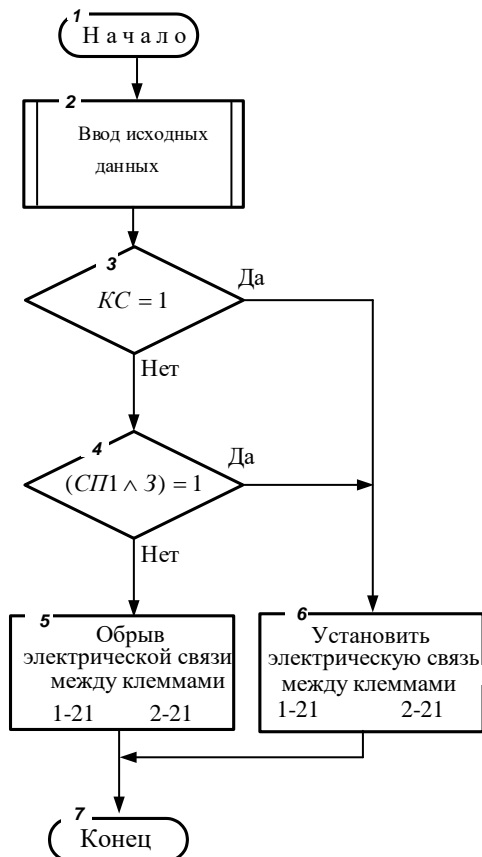 1
Н а ч а л о
2
Ввод исходных
данных
3
КС = 1
Да
Нет
4
(СП1 ∧ З) = 1
Да
Нет
5
Обрыв
электрической связи
между клеммами
1-21 2-21
6
Установить
электрическую связь
между клеммами
1-21 2-21
7
Конец